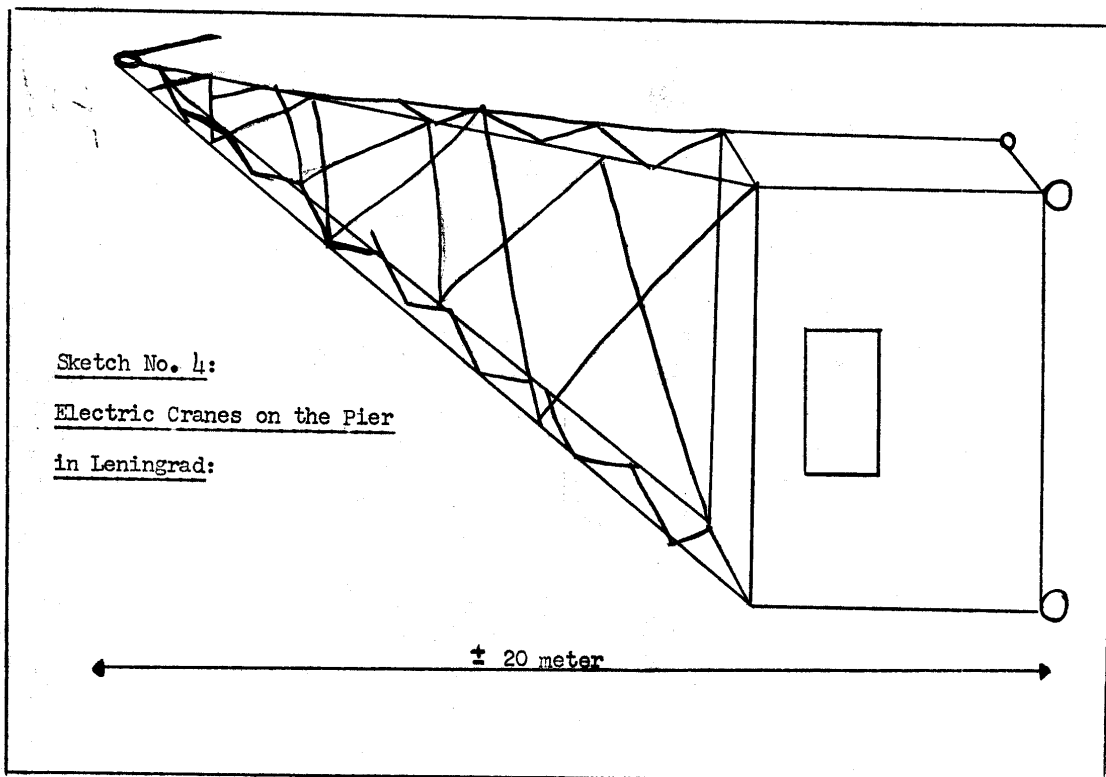 Sketch No. 4:
Electric Cranes on the Pier
in Leningrad:
± 20 meter